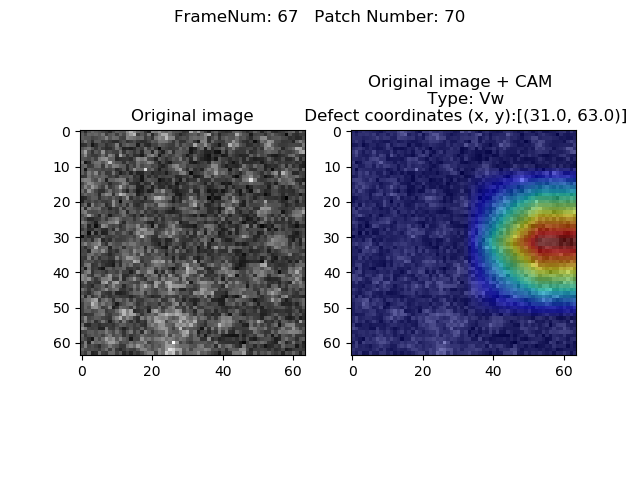 FrameNum: 67   Patch Number: 70
Original image
Original image + CAM
Type: Vw
Defect coordinates (x, y):[(31.0, 63.0)]
0
10
20
30
40
50
60
0 20 40 60
0
10
20
30
40
50
60
0 20 40 60